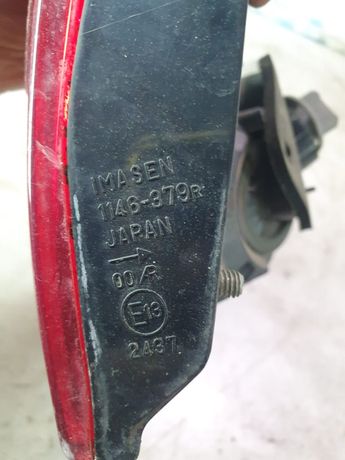 IMASEN
1146-379R
JAPAN
→
00/R
E13
2437